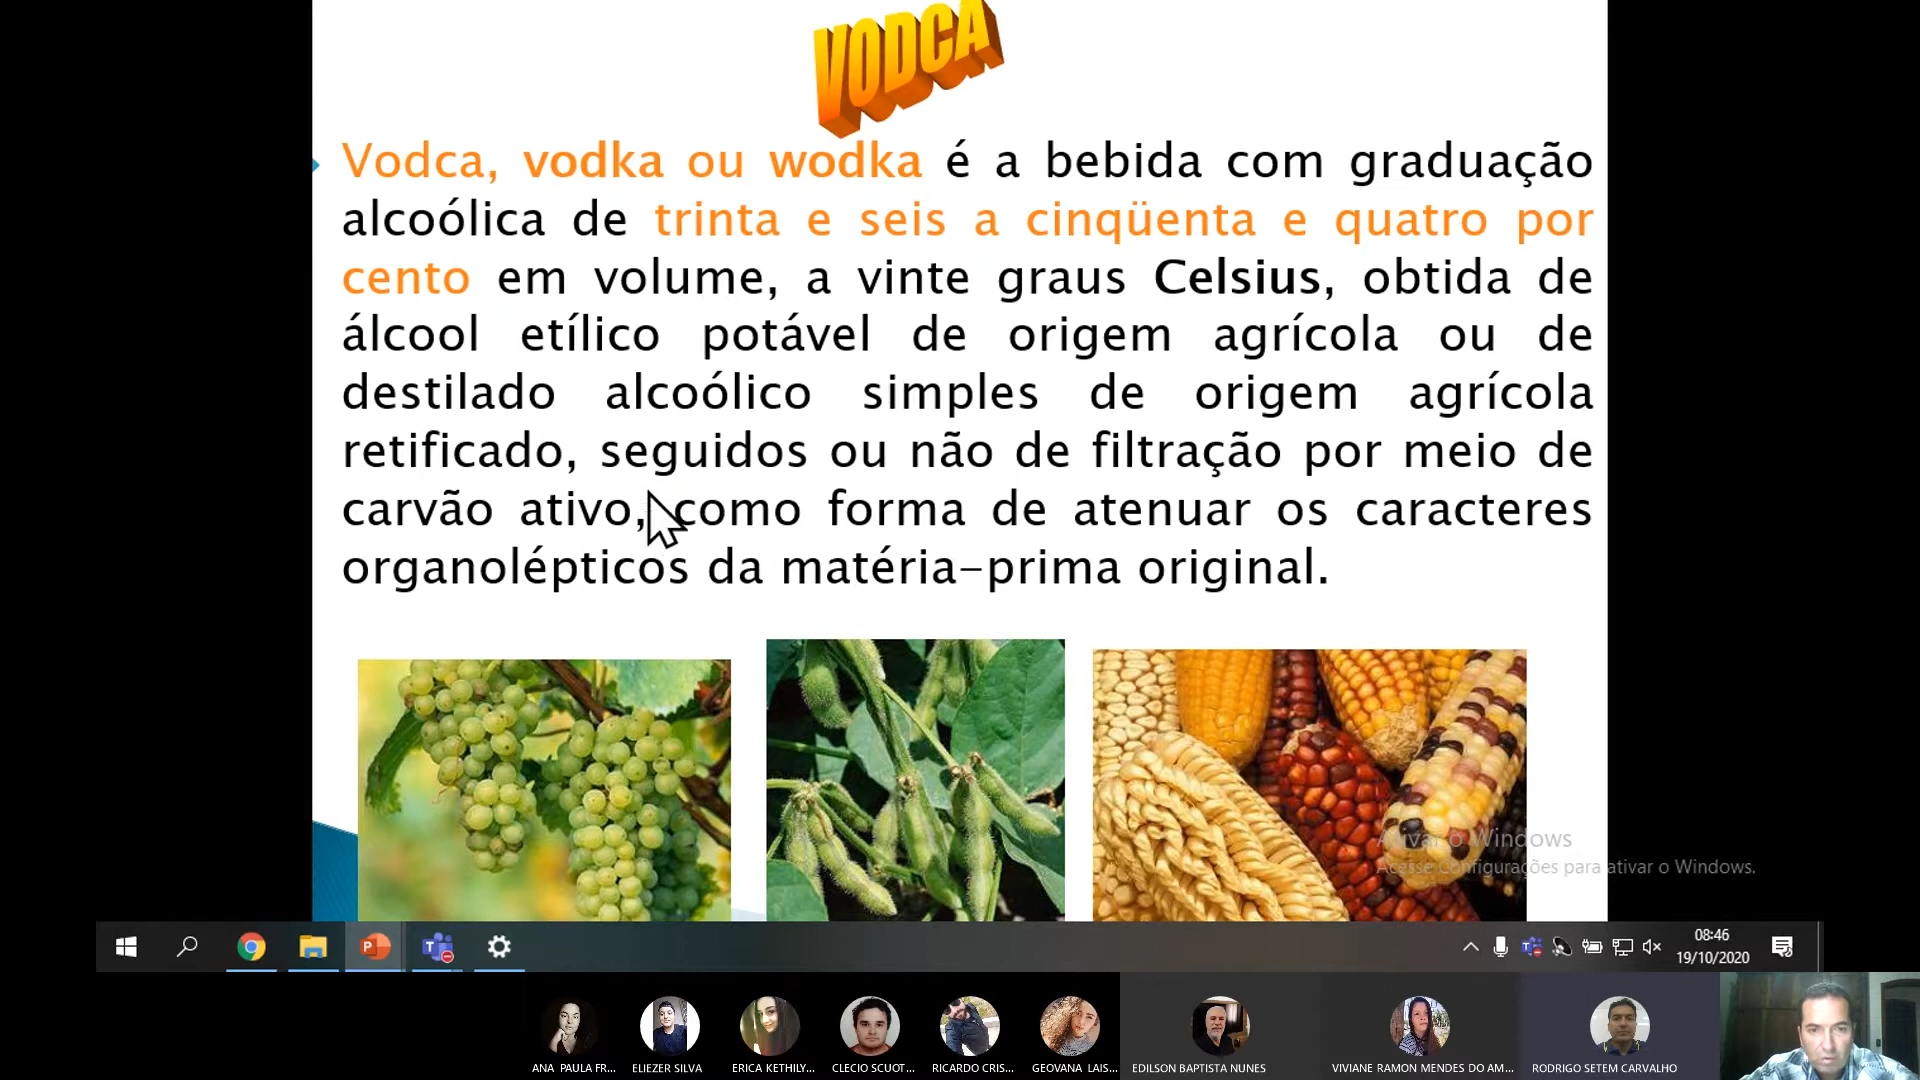 VODCA
Vodca, vodka ou wodka é a bebida com graduação
alcoólica de trinta e seis a cinqüenta e quatro por
cento em volume, a vinte graus Celsius, obtida de
álcool etílico potável de origem agrícola ou de
destilado alcoólico simples de origem agrícola
retificado, seguidos ou não de filtração por meio de
carvão ativo, como forma de atenuar os caracteres
organolépticos da matéria-prima original.
Ativar o Windows
Acesse Configurações para ativar o Windows.
08:46
19/10/2020
ANA PAULA FR... ELIEZER SILVA ERICA KETHILY... CLECIO SCUOT... RICARDO CRIS... GEOVANA LAIS... EDILSON BAPTISTA NUNES VIVIANE RAMON MENDES DO AM... RODRIGO SETEM CARVALHO